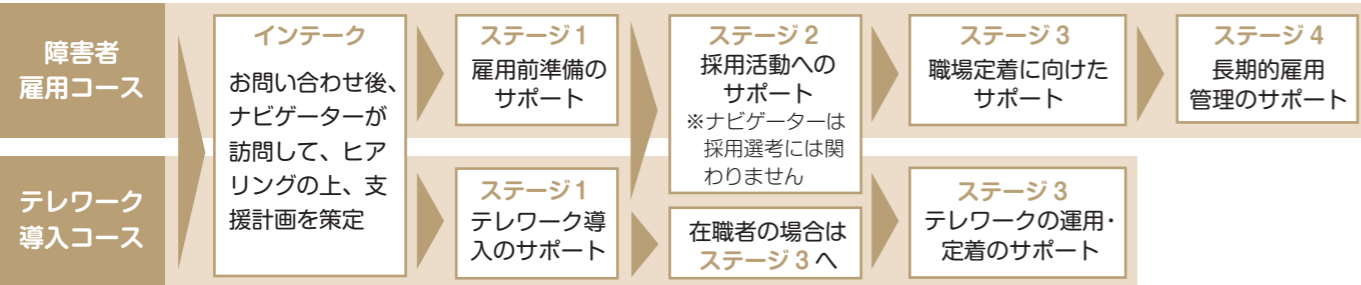 障害者
雇用コース
インテーク
お問い合わせ後、
ナビゲーターが
訪問して、ヒア
リングの上、支
援計画を策定
ステージ 1
雇用前準備の
サポート
ステージ 2
採用活動への
サポート
※ナビゲーターは
採用選考には関
わりません
ステージ 3
職場定着に向けた
サポート
ステージ 4
長期的雇用
管理のサポート
テレワーク
導入コース
ステージ 1
テレワーク導
入のサポート
在職者の場合は
ステージ 3 へ
ステージ 3
テレワークの運用・
定着のサポート